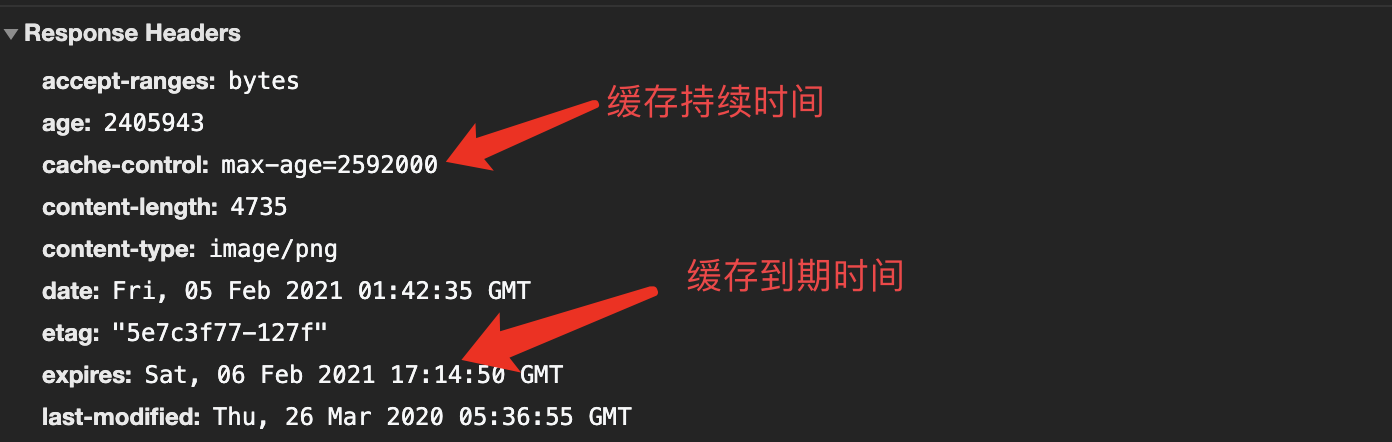 Response Headers
accept-ranges: bytes
缓存持续时间
age: 2405943
cache-control: max-age=2592000
content-length: 4735
content-type: image/png
缓存到期时间
date: Fri, 05 Feb 2021 01:42:35 GMT
etag: "5e7c3f77-127f"
expires: Sat, 06 Feb 2021 17:14:50 GMT
last-modified: Thu, 26 Mar 2020 05:36:55 GMT